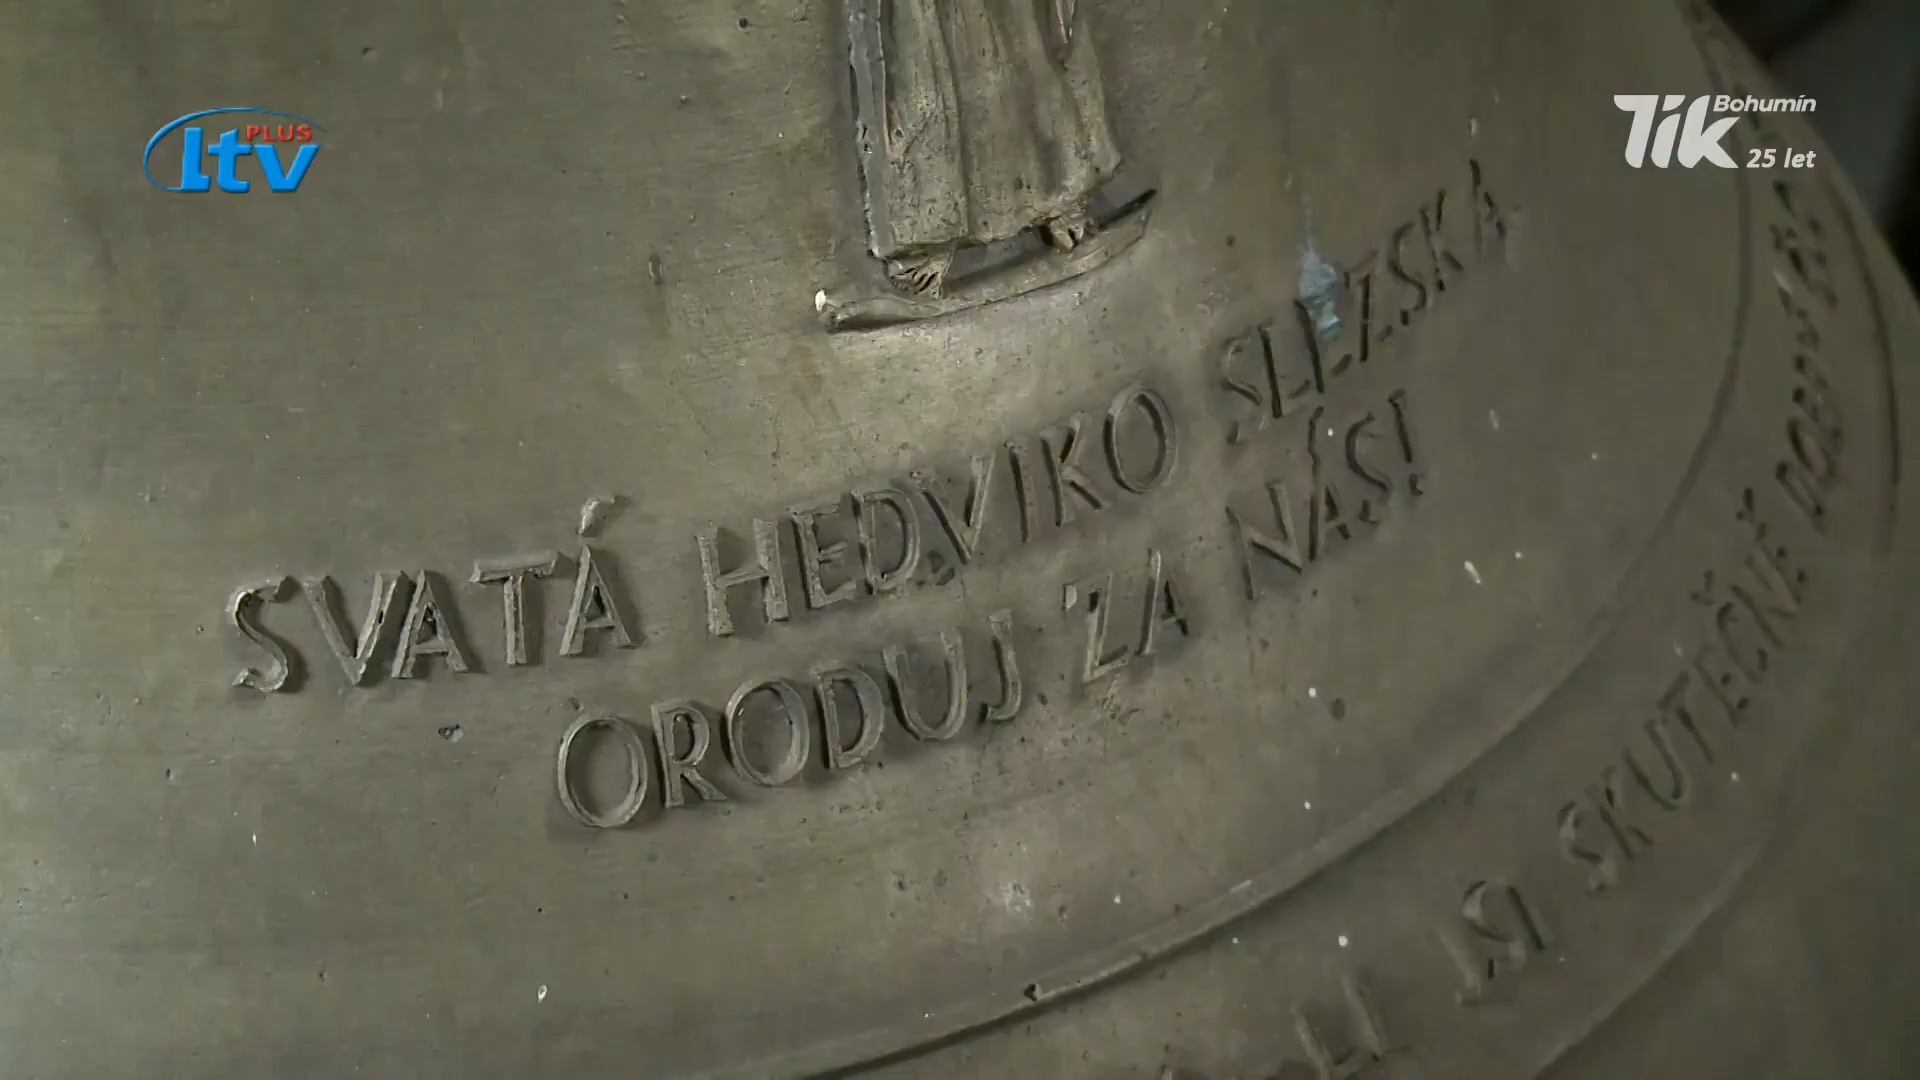 ltv PLUS
Tik Bohumín
25 let
SVATÁ HEDVIKO SLEZSKÁ
ORODUJ ZA NÁS!
SKUTEČNĚ